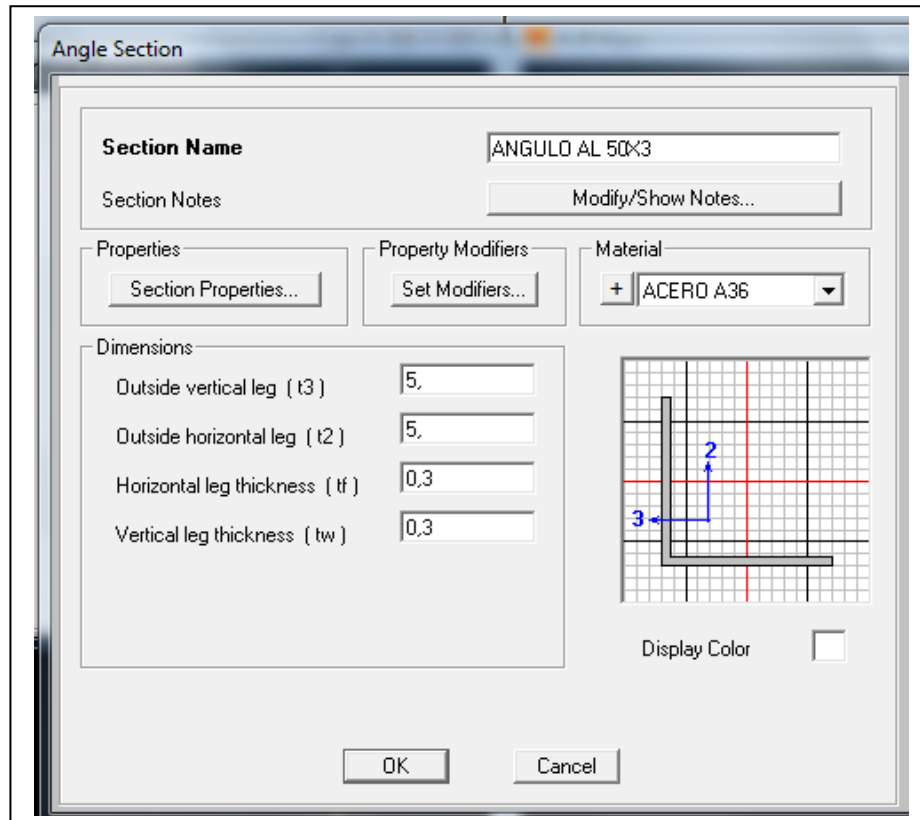 Angle Section
Section Name
ANGULO AL 50X3
Section Notes
Modify/Show Notes...
Properties
Property Modifiers
Material
Section Properties...
Set Modifiers...
+
ACERO A36
Dimensions
Outside vertical leg ( t3 )
5,
Outside horizontal leg ( t2 )
5,
Horizontal leg thickness ( tf )
0,3
Vertical leg thickness ( tw )
0,3
2
3
Display Color
OK
Cancel